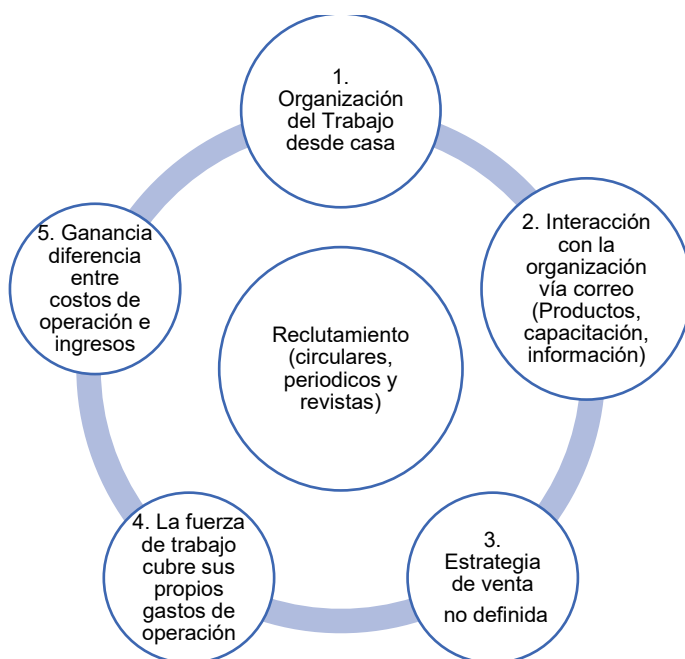 1.
Organización
del Trabajo
desde casa
2. Interacción
con la
organización
vía correo
(Productos,
capacitación,
información)
3.
Estrategia
de venta
no definida
4. La fuerza
de trabajo
cubre sus
propios
gastos de
operación
5. Ganancia
diferencia
entre
costos de
operación e
ingresos
Reclutamiento
(circulares,
periodicos y
revistas)